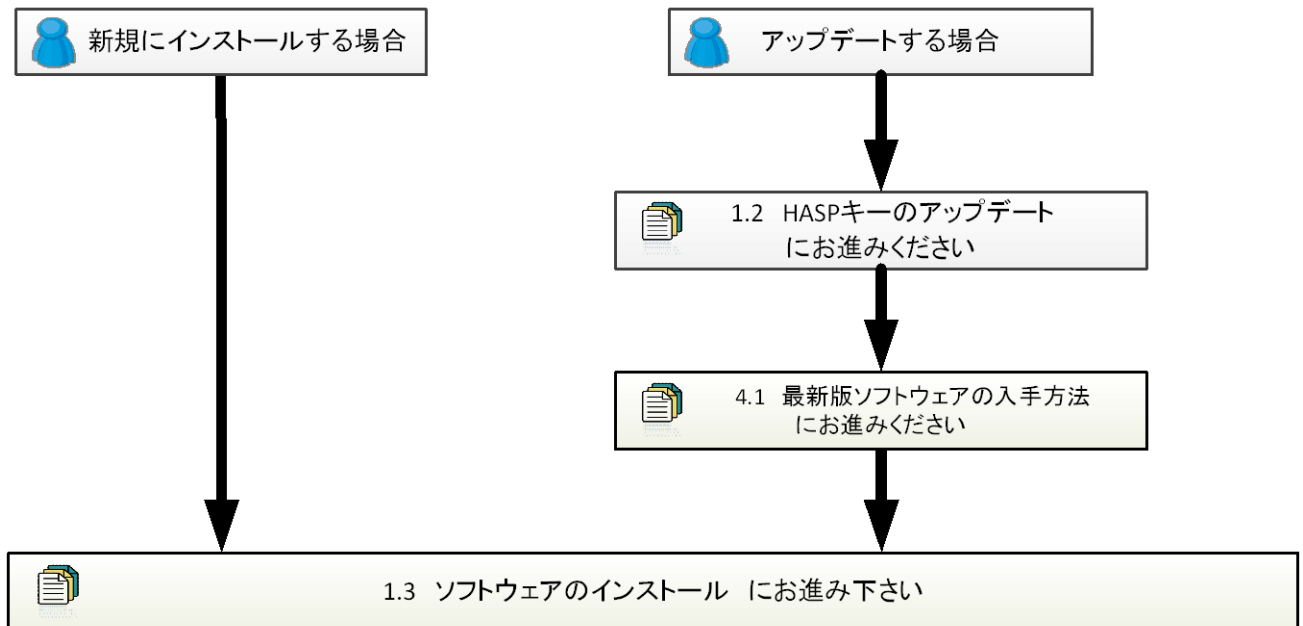 新規にインストールする場合
アップデートする場合
1.2 HASPキーのアップデート
にお進みください
4.1 最新版ソフトウェアの入手方法
にお進みください
1.3 ソフトウェアのインストール にお進み下さい